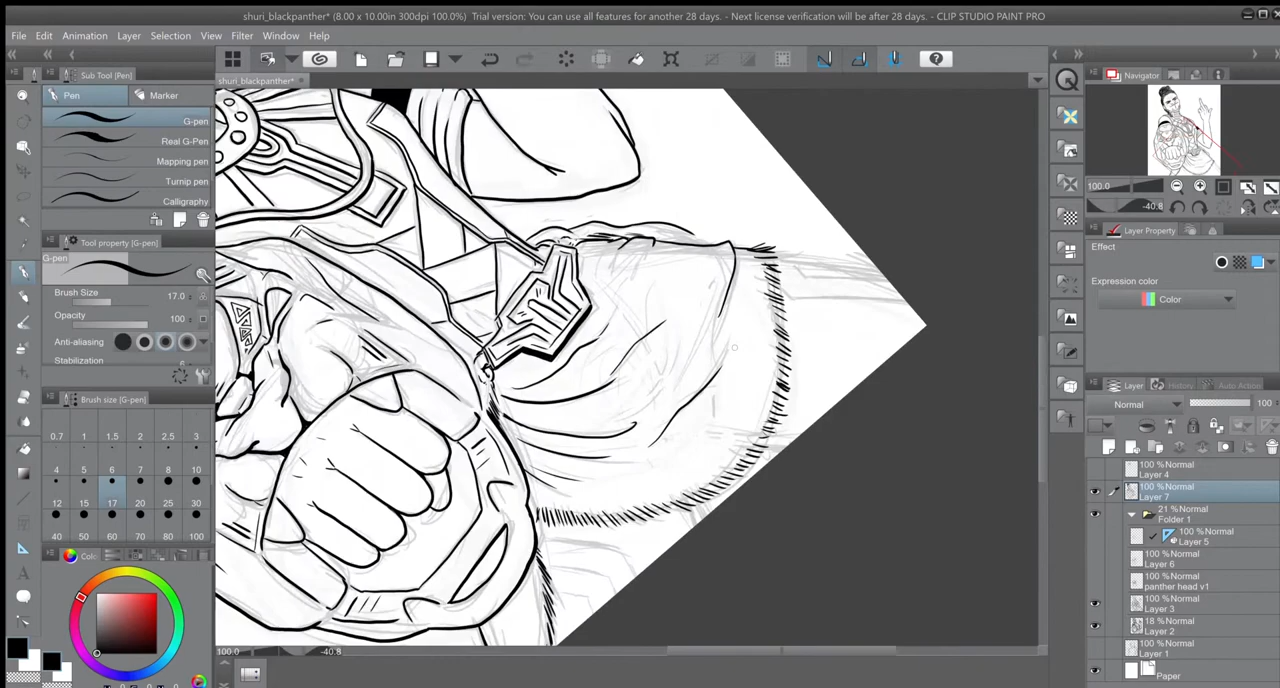 shuri_blackpanther* (8.00 x 10.00in 300dpi 100.0%) Trial version: You can use all features for another 28 days. - Next license verification will be after 28 days. - CLIP STUDIO PAINT PRO
File Edit Animation Layer Selection View Filter Window Help
Sub Tool [Pen]
shuri_blackpanther*
Navigator
Pen Marker
G-pen
Real G-Pen
Mapping pen
Turnip pen
Calligraphy
100.0
-40.8
Tool property [G-pen]
G-pen
Layer Property
Effect
Expression color
Color
Brush Size 17.0
Opacity 100
Anti-aliasing
Stabilization
Brush size [G-pen]
0.7 1 1.5 2 2.5 3
4 5 6 7 8 10
12 15 17 20 25 30
40 50 60 70 80 100
Layer History Auto Action
Normal 100
100 %Normal
Layer 4
100 %Normal
Layer 7
21 %Normal
Folder 1
100 %Normal
Layer 5
100 %Normal
Layer 6
100 %Normal
panther head v1
100 %Normal
Layer 3
18 %Normal
Layer 2
100 %Normal
Layer 1
Paper
Colo
100.0 -40.8